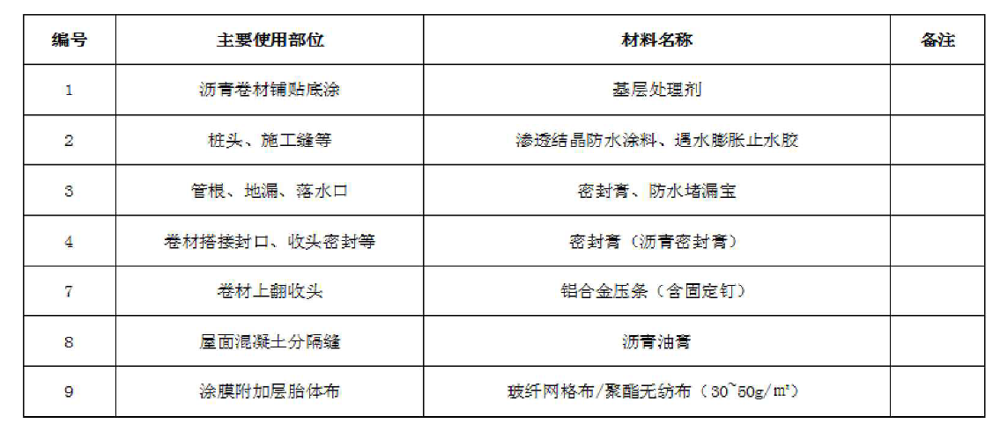 编号 主要使用部位 材料名称 备注
1 沥青卷材铺贴底涂 基层处理剂
2 桩头、施工缝等 渗透结晶防水涂料、遇水膨胀止水胶
3 管根、地漏、落水口 密封膏、防水堵漏宝
4 卷材搭接封口、收头密封等 密封膏（沥青密封膏）
7 卷材上翻收头 铝合金压条（含固定钉）
8 屋面混凝土分隔缝 沥青油膏
9 涂膜附加层胎体布 玻纤网格布/聚酯无纺布（30~50g/㎡）